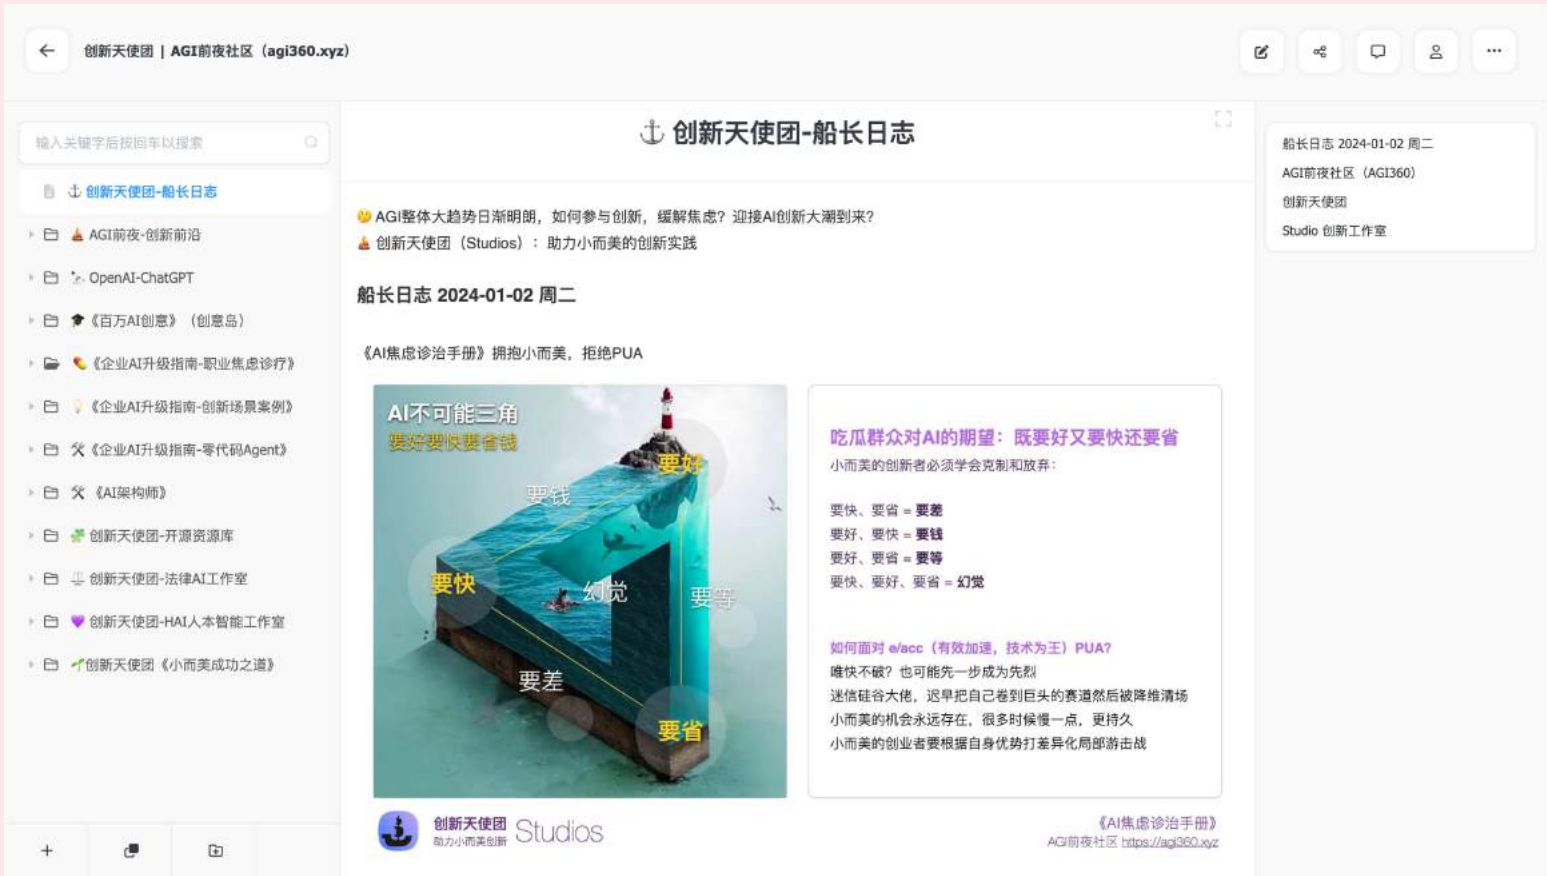 创新天使团 | AGI前夜社区（agi360.xyz）
输入关键字后按回车以搜索
创新天使团-船长日志
AGI前夜-创新前沿
OpenAI-ChatGPT
《百万AI创意》（创意岛）
《企业AI升级指南-职业焦虑诊疗》
《企业AI升级指南-创新场景案例》
《企业AI升级指南-零代码Agent》
《AI架构师》
创新天使团-开源资源库
创新天使团-法律AI工作室
创新天使团-HAI人本智能工作室
创新天使团《小而美成功之道》
创新天使团-船长日志
AGI整体大趋势日渐明朗，如何参与创新，缓解焦虑？迎接AI创新大潮到来？
创新天使团（Studios）：助力小而美的创新实践
船长日志 2024-01-02 周二
《AI焦虑诊治手册》拥抱小而美，拒绝PUA
AI不可能三角
要好要快要省钱
要好
要钱
要快
幻觉
要等
要差
要省
吃瓜群众对AI的期望：既要好又要快还要省
小而美的创新者必须学会克制和放弃：
要快、要省 = 要差
要好、要快 = 要钱
要好、要省 = 要等
要快、要好、要省 = 幻觉
如何面对 e/acc（有效加速，技术为王）PUA？
唯快不破？也可能先一步成为先烈
迷信硅谷大佬，迟早把自己卷到巨头的赛道然后被降维清场
小而美的机会永远存在，很多时候慢一点，更持久
小而美的创业者要根据自身优势打差异化局部游击战
创新天使团 Studios
助力小而美创新
《AI焦虑诊治手册》
AGI前夜社区 https://agi360.xyz
船长日志 2024-01-02 周二
AGI前夜社区（AGI360）
创新天使团
Studio 创新工作室